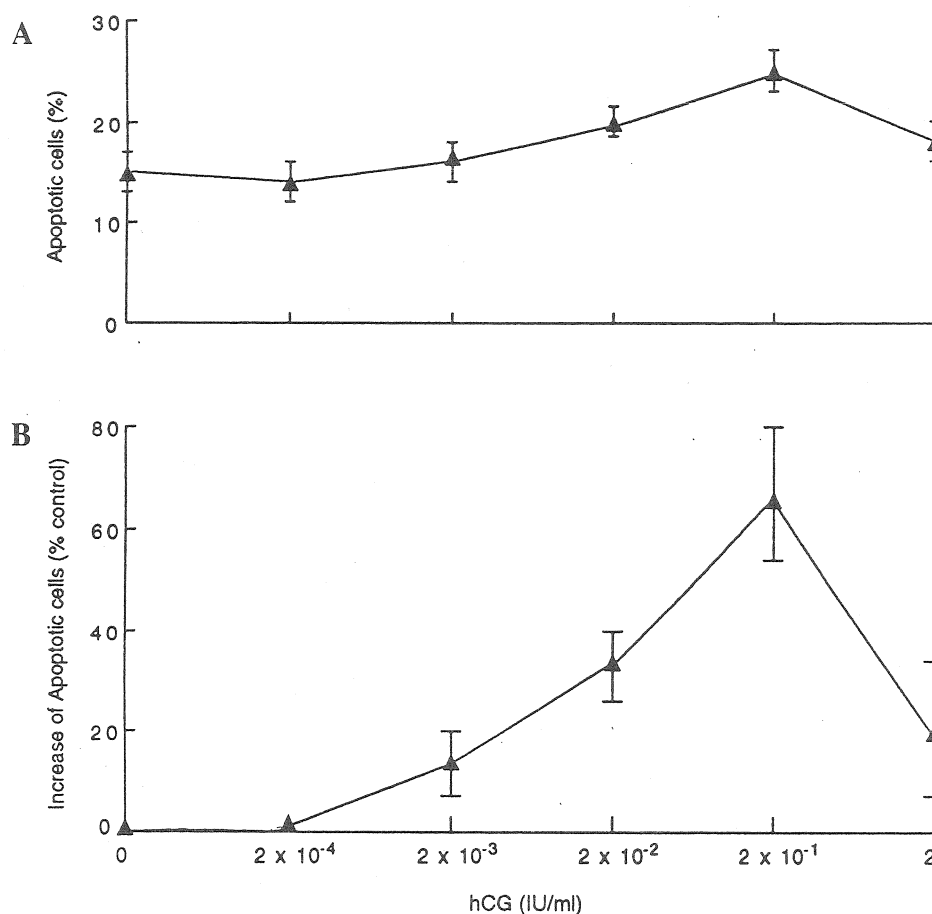 A
30
20
10
0
Apoptotic cells (%)
B
80
60
40
20
0
Increase of Apoptotic cells (% control)
0 2 x 10-4 2 x 10-3 2 x 10-2 2 x 10-1 2
hCG (IU/ml)